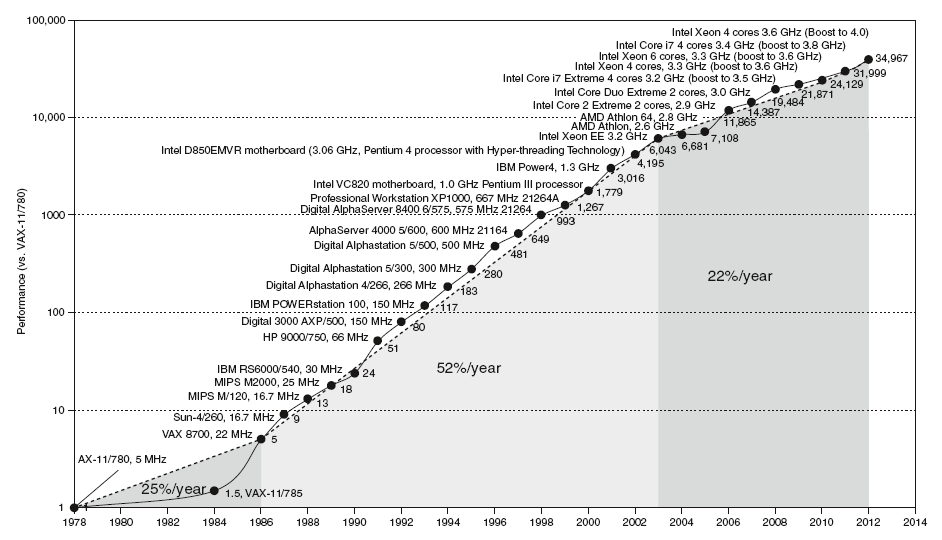 100,000
10,000
1000
100
10
1
Performance (vs. VAX-11/780)
Intel Xeon 4 cores 3.6 GHz (Boost to 4.0)
Intel Core i7 4 cores 3.4 GHz (boost to 3.8 GHz)
Intel Xeon 6 cores, 3.3 GHz (boost to 3.6 GHz)
Intel Xeon 4 cores, 3.3 GHz (boost to 3.6 GHz)
Intel Core i7 Extreme 4 cores 3.2 GHz (boost to 3.5 GHz)
Intel Core Duo Extreme 2 cores, 3.0 GHz
Intel Core 2 Extreme 2 cores, 2.9 GHz
AMD Athlon 64, 2.8 GHz
AMD Athlon, 2.6 GHz
Intel Xeon EE 3.2 GHz
Intel D850EMVR motherboard (3.06 GHz, Pentium 4 processor with Hyper-threading Technology)
IBM Power4, 1.3 GHz
Intel VC820 motherboard, 1.0 GHz Pentium III processor
Professional Workstation XP1000, 667 MHz 21264A
Digital AlphaServer 8400 6/575, 575 MHz 21264
AlphaServer 4000 5/600, 600 MHz 21164
Digital Alphastation 5/500, 500 MHz
Digital Alphastation 5/300, 300 MHz
Digital Alphastation 4/266, 266 MHz
IBM POWERstation 100, 150 MHz
Digital 3000 AXP/500, 150 MHz
HP 9000/750, 66 MHz
IBM RS6000/540, 30 MHz
MIPS M2000, 25 MHz
MIPS M/120, 16.7 MHz
Sun-4/260, 16.7 MHz
VAX 8700, 22 MHz
AX-11/780, 5 MHz
34,967
31,999
24,129
21,871
19,484
14,387
11,865
7,108
6,681
6,043
4,195
3,016
1,779
1,267
993
649
481
280
183
117
80
51
24
18
13
9
5
1.5, VAX-11/785
25%/year
52%/year
22%/year
1978 1980 1982 1984 1986 1988 1990 1992 1994 1996 1998 2000 2002 2004 2006 2008 2010 2012 2014